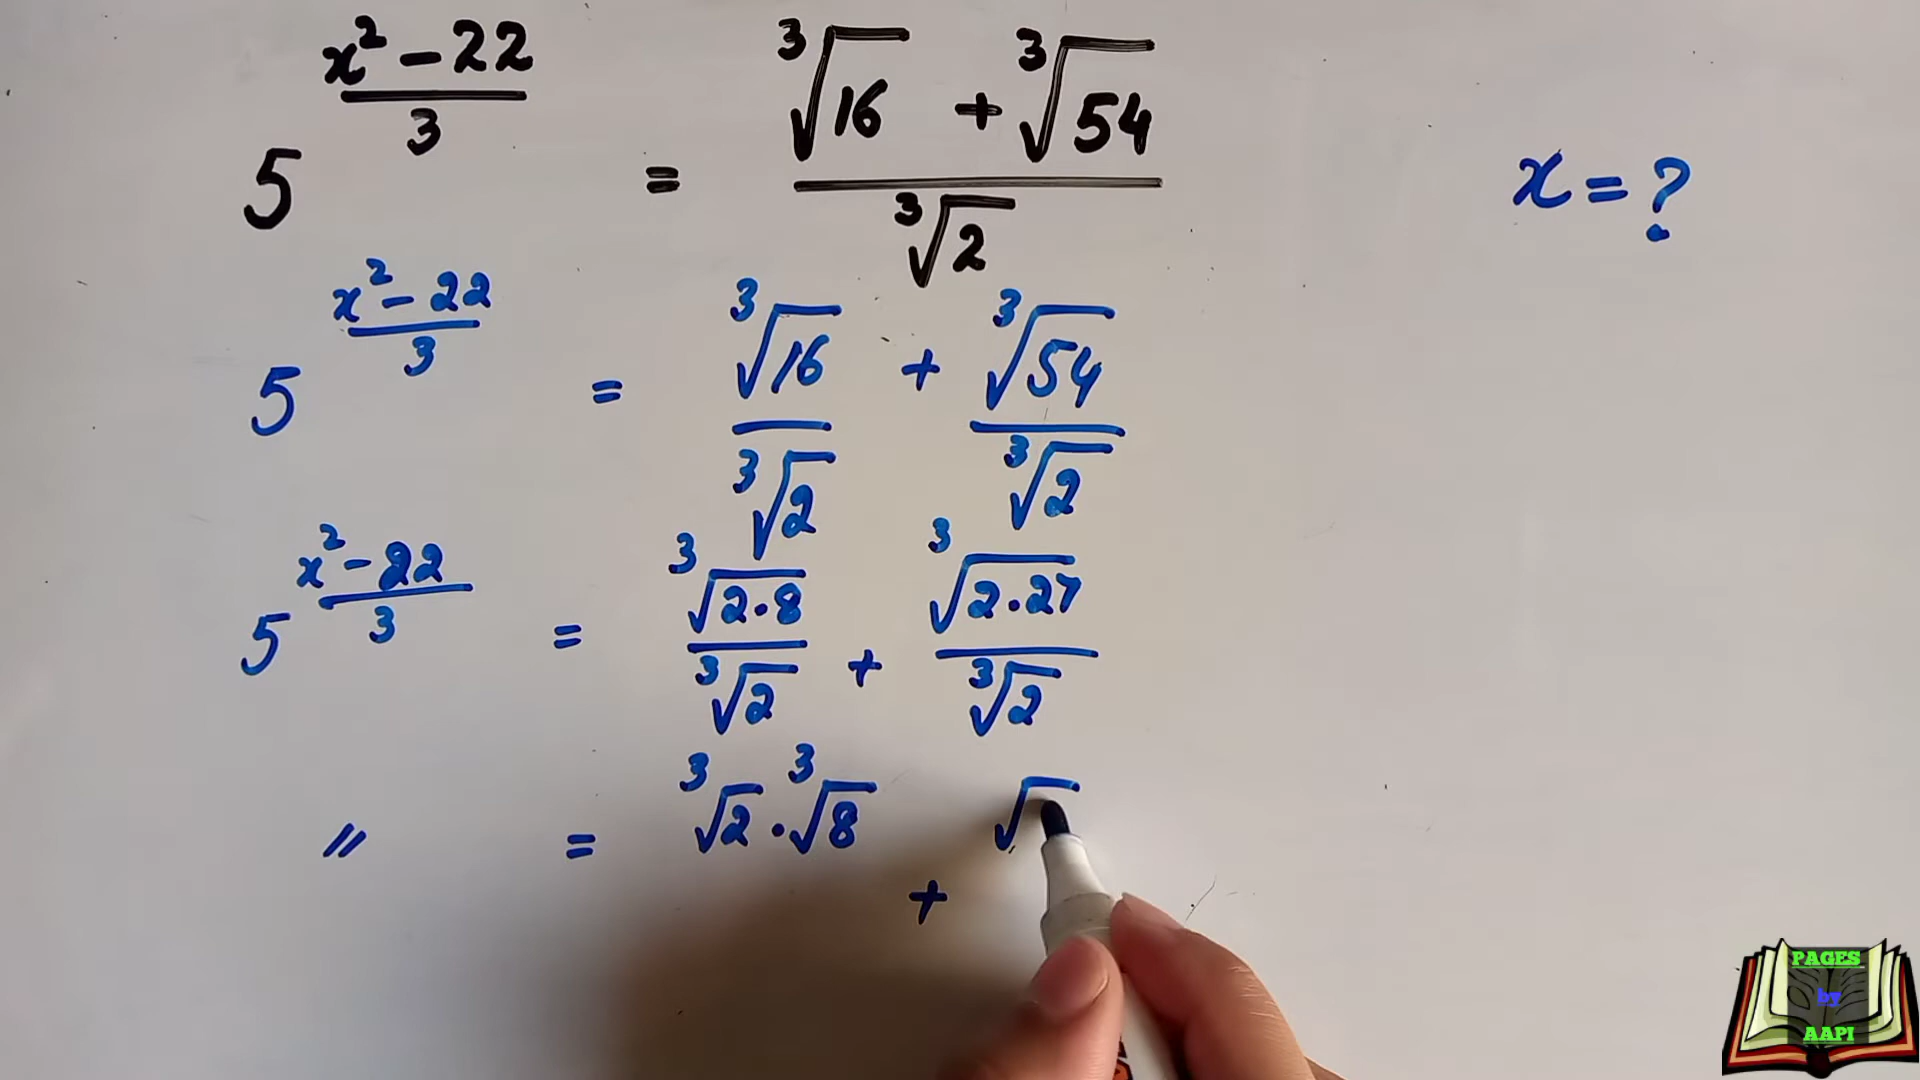 5^((x²-22)/3) = (∛16 + ∛54)/∛2
x = ?
5^((x²-22)/3) = ∛16/∛2 + ∛54/∛2
5^((x²-22)/3) = ∛(2·8)/∛2 + ∛(2·27)/∛2
〃 = ∛2·∛8 + √
PAGES
by
AAPI